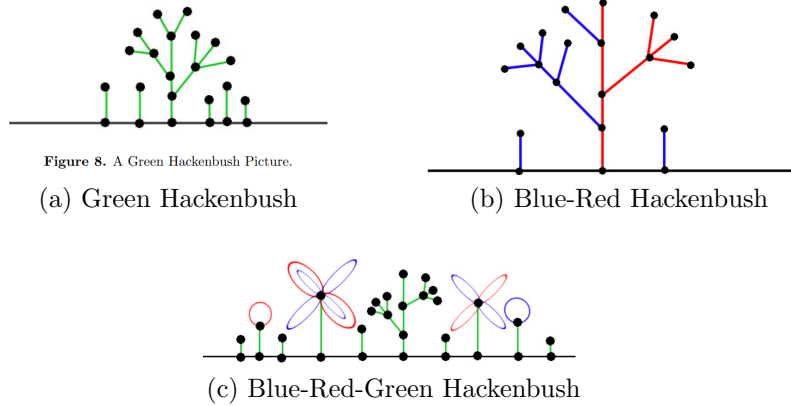 Figure 8. A Green Hackenbush Picture.
(a) Green Hackenbush
(b) Blue-Red Hackenbush
(c) Blue-Red-Green Hackenbush